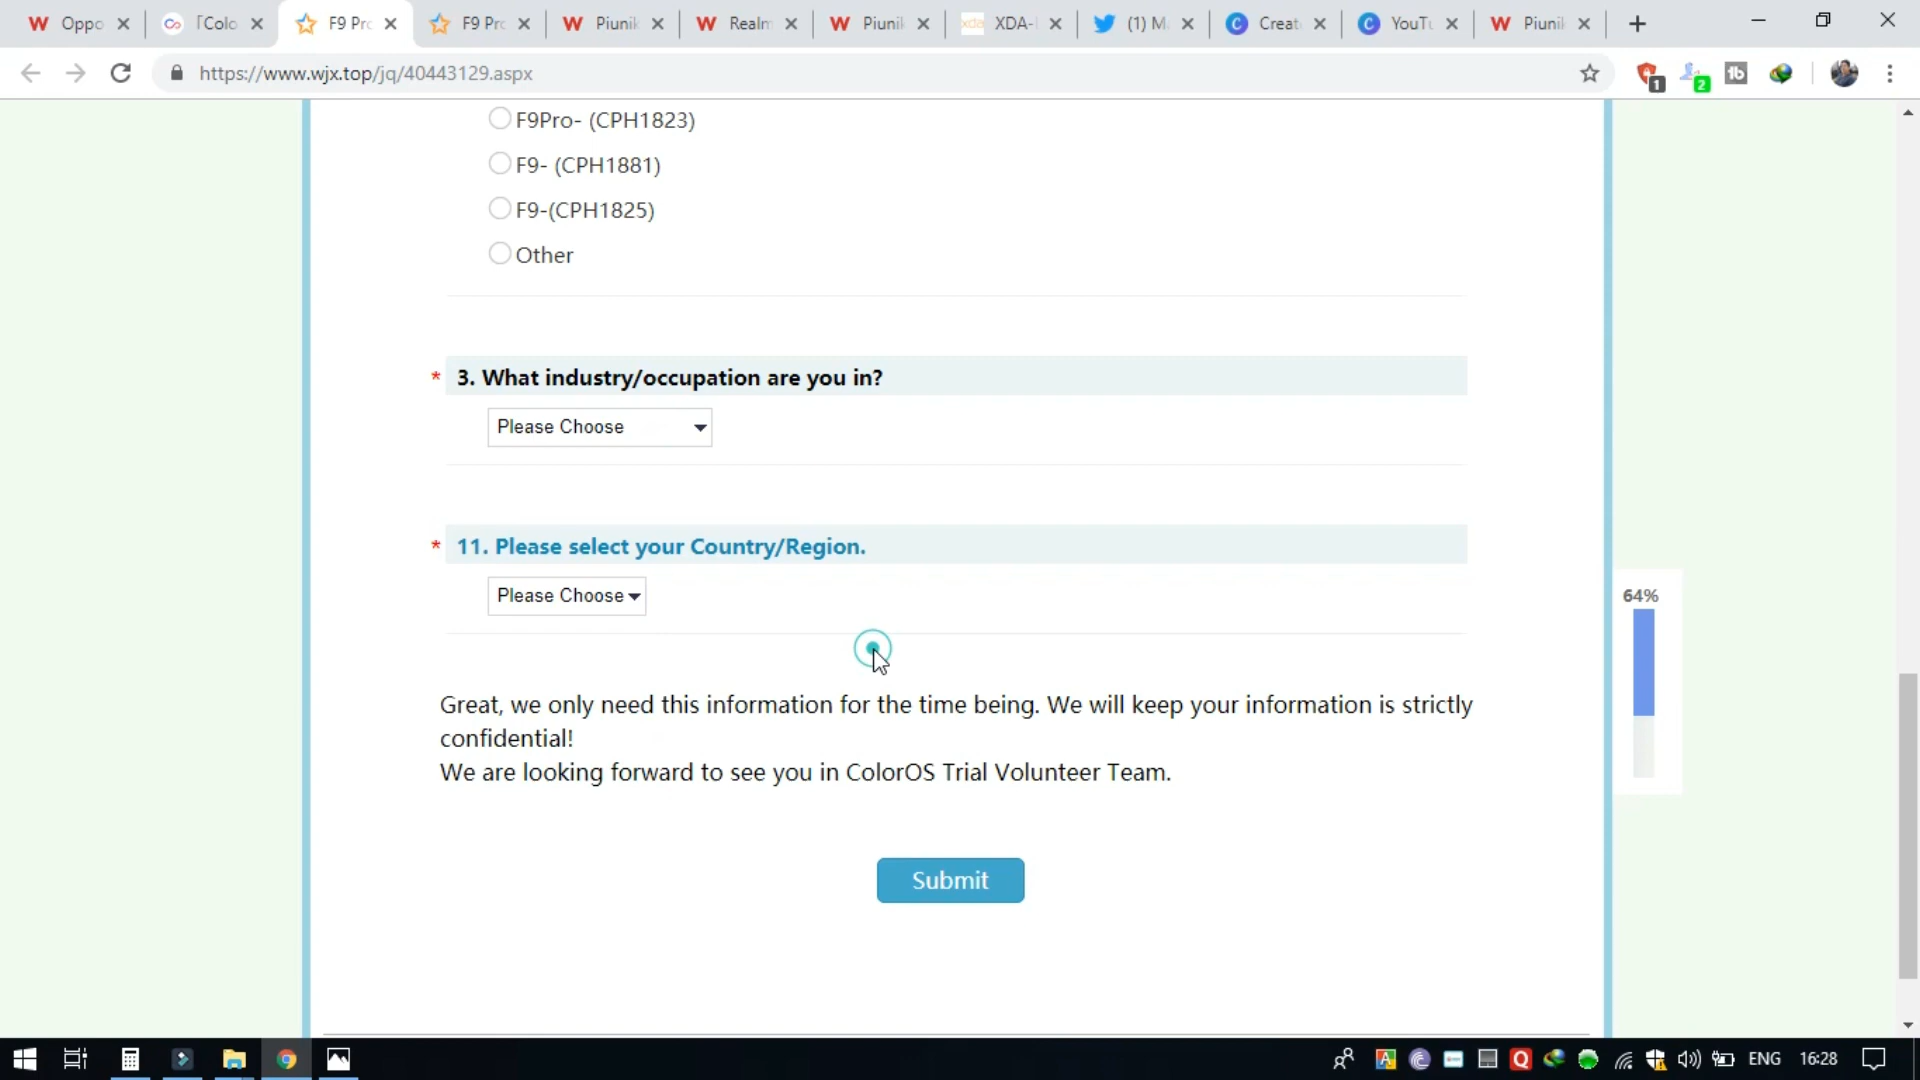 Oppo
「Colo
F9 Prc
F9 Prc
Piunik
Realm
Piunik
XDA-
(1) M
Creat
YouTu
Piunik
https://www.wjx.top/jq/40443129.aspx
1
2
F9Pro- (CPH1823)
F9- (CPH1881)
F9-(CPH1825)
Other
* 3. What industry/occupation are you in?
Please Choose
* 11. Please select your Country/Region.
Please Choose
64%
Great, we only need this information for the time being. We will keep your information is strictly
confidential!
We are looking forward to see you in ColorOS Trial Volunteer Team.
Submit
ENG
16:28